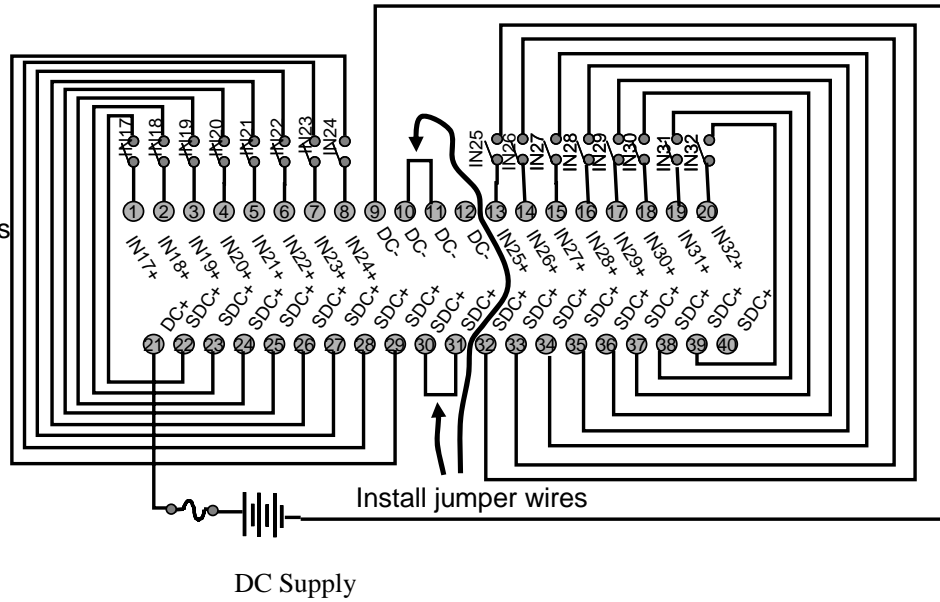 IN17 IN18 IN19 IN20 IN21 IN22 IN23 IN24 IN25 IN26 IN27 IN28 IN29 IN30 IN31 IN32
1 2 3 4 5 6 7 8 9 10 11 12 13 14 15 16 17 18 19 20
s
IN17+ IN18+ IN19+ IN20+ IN21+ IN22+ IN23+ IN24+ DC- DC- DC- DC- IN25+ IN26+ IN27+ IN28+ IN29+ IN30+ IN31+ IN32+
DC+ SDC+ SDC+ SDC+ SDC+ SDC+ SDC+ SDC+ SDC+ SDC+ SDC+ SDC+ SDC+ SDC+ SDC+ SDC+ SDC+ SDC+ SDC+ SDC+
21 22 23 24 25 26 27 28 29 30 31 32 33 34 35 36 37 38 39 40
Install jumper wires
DC Supply